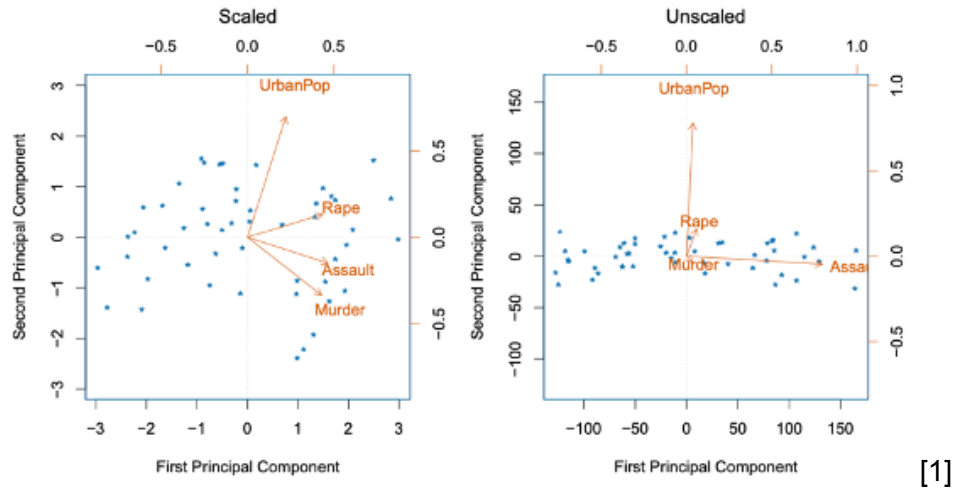 Scaled
−0.5 0.0 0.5
UrbanPop
Rape
Assault
Murder
3
2
1
0
−1
−2
−3
Second Principal Component
0.5
0.0
−0.5
−3 −2 −1 0 1 2 3
First Principal Component
Unscaled
−0.5 0.0 0.5 1.0
UrbanPop
Rape
Murder
Assau
150
100
50
0
−50
−100
Second Principal Component
1.0
0.5
0.0
−0.5
−100 −50 0 50 100 150
First Principal Component
[1]